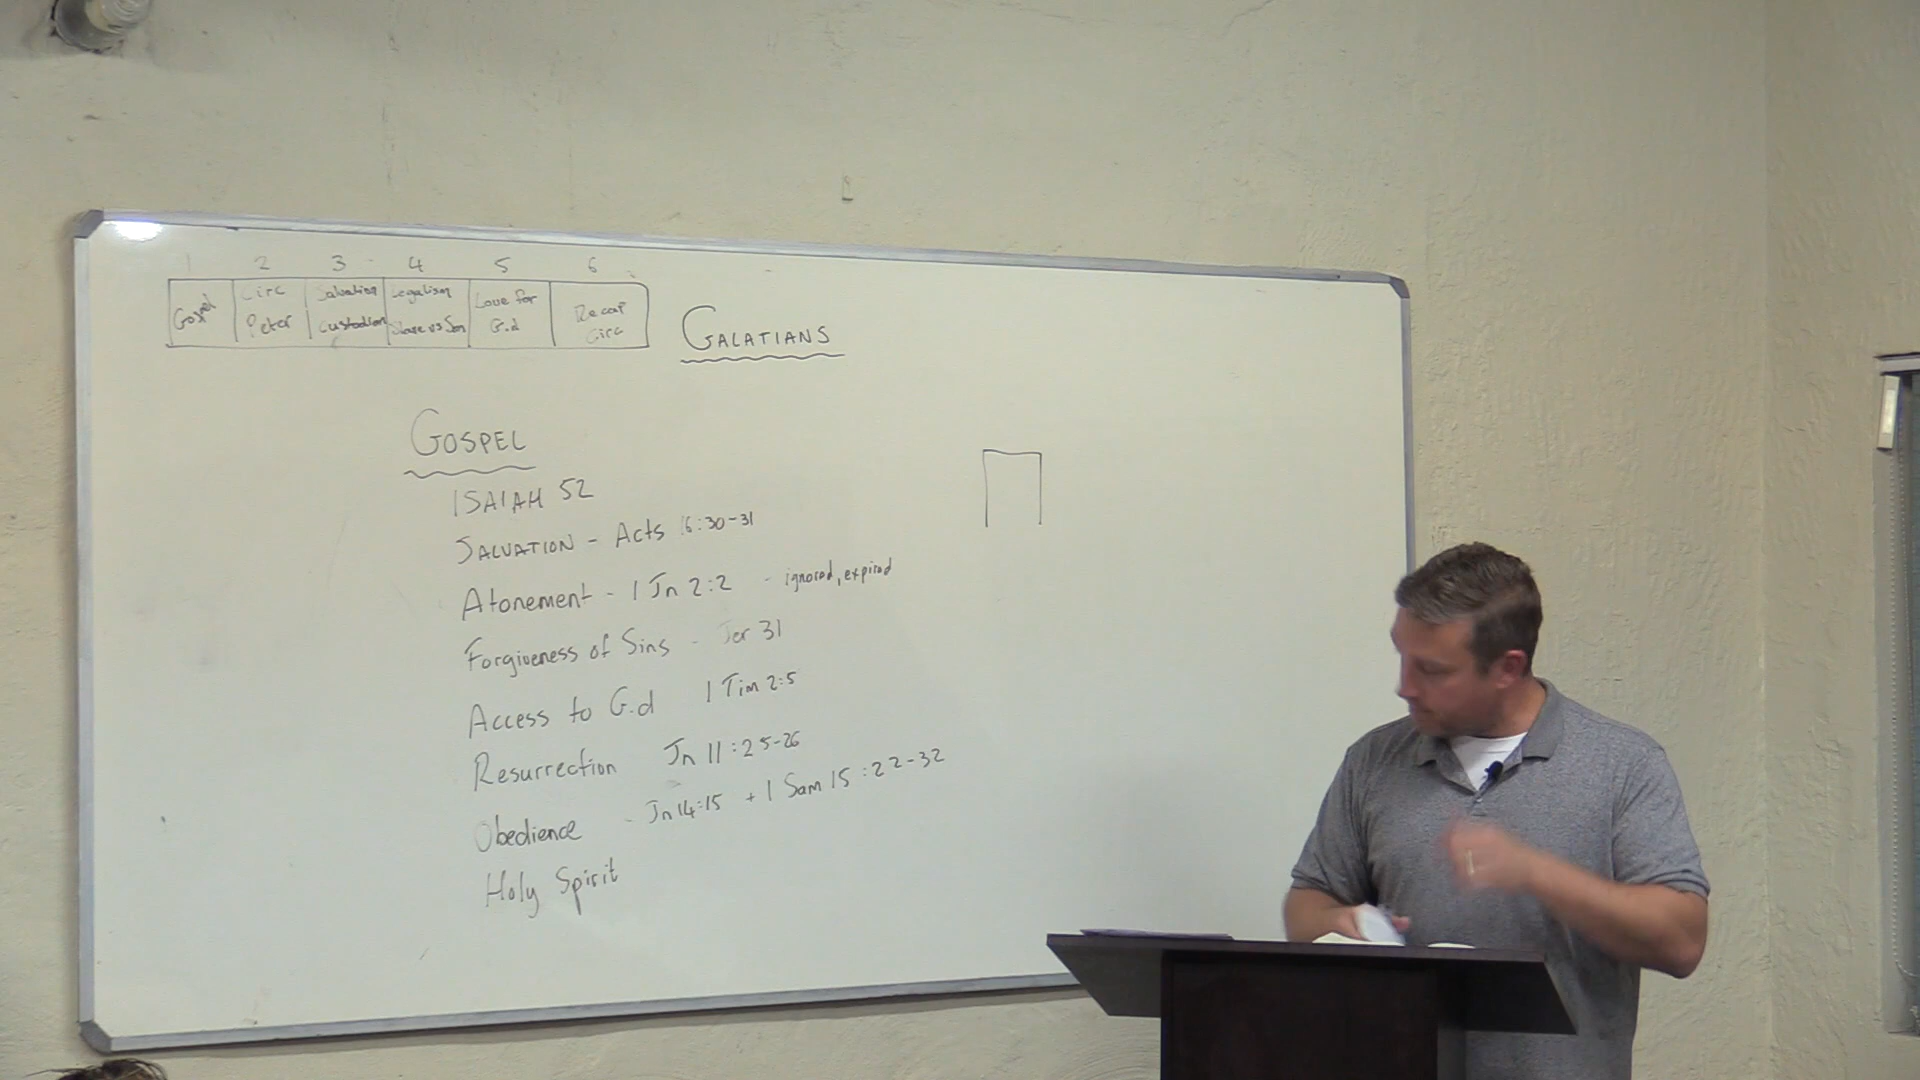 1 2 3 4 5 6
Gospel
Circ
Peter
Salvation
Custodian
Legalism
Slave vs Son
Love for
G.d
Recap
Circ
GALATIANS
GOSPEL
ISAIAH 52
SALVATION - Acts 16:30-31
Atonement - 1 Jn 2:2 - ignored, expired
Forgiveness of Sins - Jer 31
Access to G.d 1 Tim 2:5
Resurrection Jn 11:25-26
Obedience - Jn 14:15 + 1 Sam 15:22-32
Holy Spirit